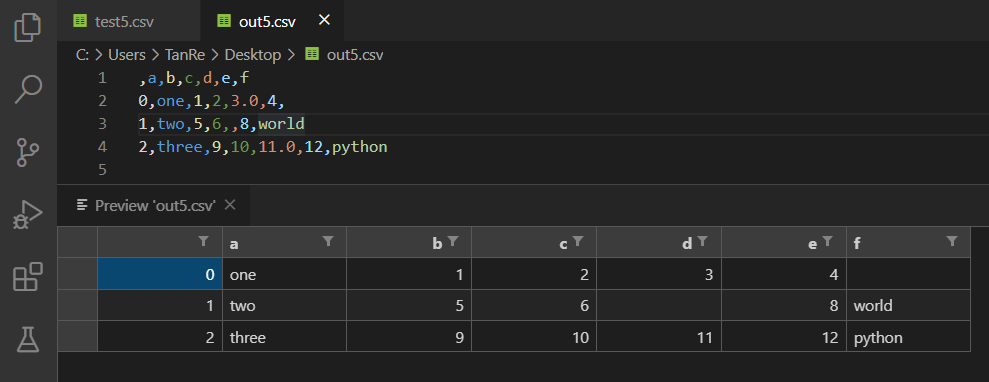 test5.csv out5.csv ×
C: > Users > TanRe > Desktop > out5.csv
1 ,a,b,c,d,e,f
2 0,one,1,2,3.0,4,
3 1,two,5,6,,8,world
4 2,three,9,10,11.0,12,python
5
Preview 'out5.csv' ×
a b c d e f
0 one 1 2 3 4
1 two 5 6 8 world
2 three 9 10 11 12 python